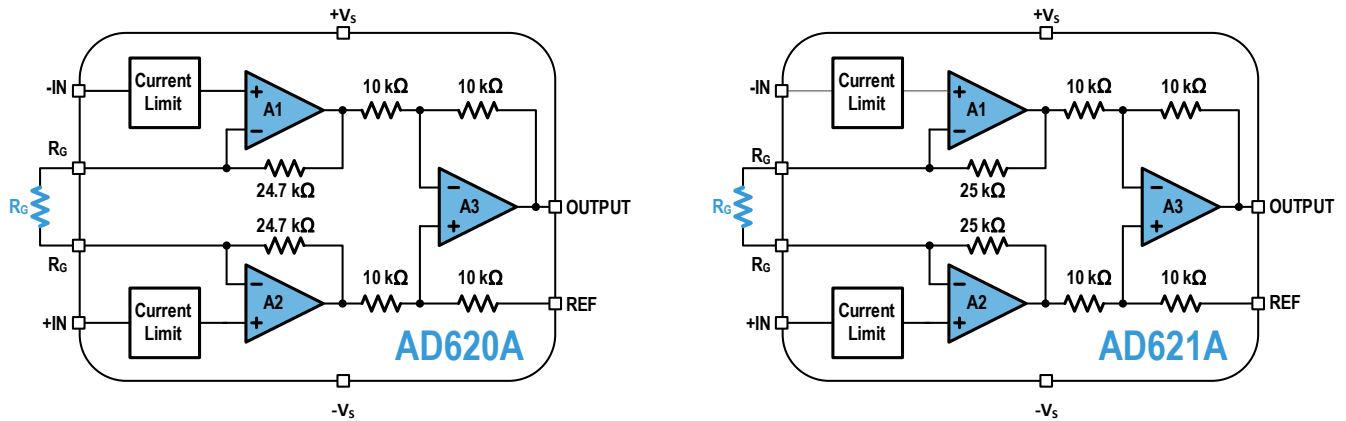 +VS
-IN
Current
Limit
A1
10 kΩ
10 kΩ
RG
24.7 kΩ
RG
24.7 kΩ
A3
OUTPUT
RG
10 kΩ
10 kΩ
A2
Current
Limit
+IN
REF
AD620A
-VS
+VS
-IN
Current
Limit
A1
10 kΩ
10 kΩ
RG
25 kΩ
RG
25 kΩ
A3
OUTPUT
RG
10 kΩ
10 kΩ
A2
Current
Limit
+IN
REF
AD621A
-VS